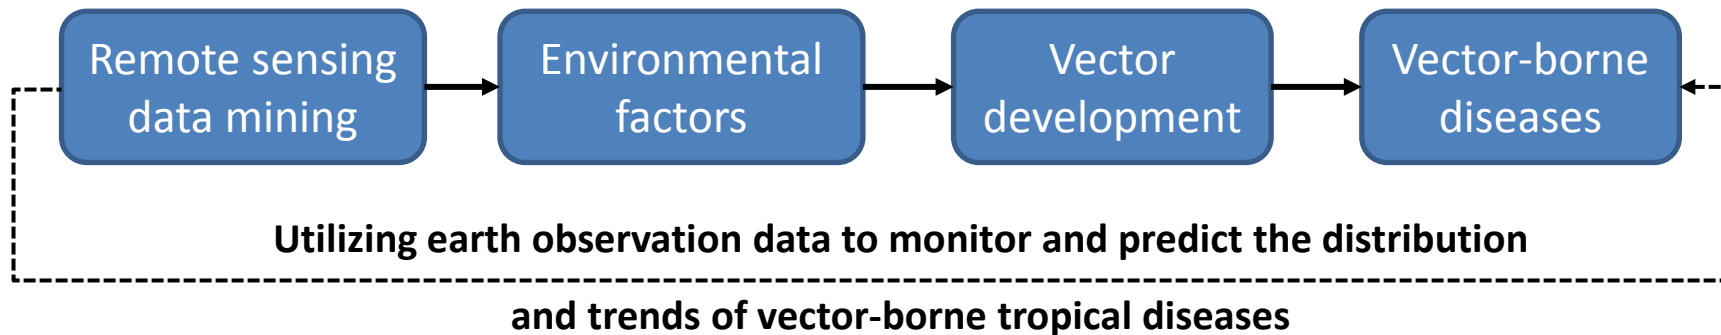 Remote sensing
data mining
Environmental
factors
Vector
development
Vector-borne
diseases
Utilizing earth observation data to monitor and predict the distribution
and trends of vector-borne tropical diseases